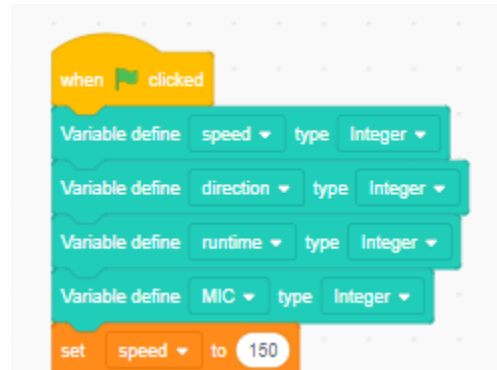 when clicked
Variable define speed type Integer
Variable define direction type Integer
Variable define runtime type Integer
Variable define MIC type Integer
set speed to 150